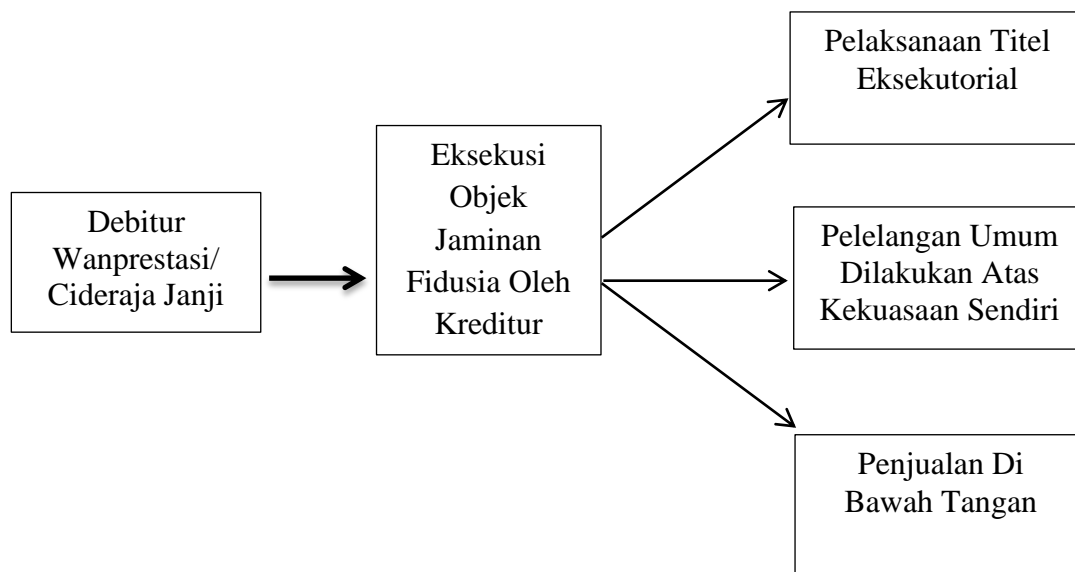 Debitur
Wanprestasi/
Cideraja Janji
Eksekusi
Objek
Jaminan
Fidusia Oleh
Kreditur
Pelaksanaan Titel
Eksekutorial
Pelelangan Umum
Dilakukan Atas
Kekuasaan Sendiri
Penjualan Di
Bawah Tangan